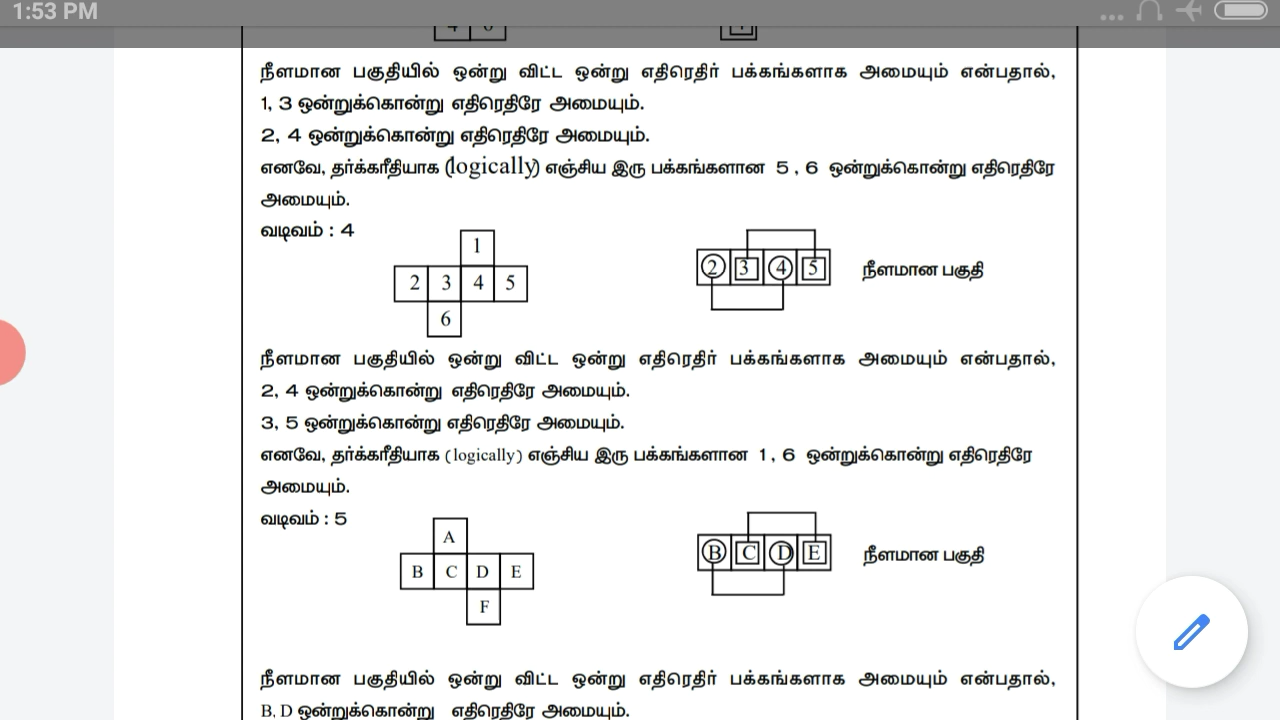 1:53 PM
நீளமான பகுதியில் ஒன்று விட்ட ஒன்று எதிரெதிர் பக்கங்களாக அமையும் என்பதால்,
1, 3 ஒன்றுக்கொன்று எதிரெதிரே அமையும்.
2, 4 ஒன்றுக்கொன்று எதிரெதிரே அமையும்.
எனவே, தர்க்கரீதியாக (logically) எஞ்சிய இரு பக்கங்களான 5 , 6 ஒன்றுக்கொன்று எதிரெதிரே
அமையும்.
வடிவம் : 4
1
2 3 4 5
6
2 3 4 5 நீளமான பகுதி
நீளமான பகுதியில் ஒன்று விட்ட ஒன்று எதிரெதிர் பக்கங்களாக அமையும் என்பதால்,
2, 4 ஒன்றுக்கொன்று எதிரெதிரே அமையும்.
3, 5 ஒன்றுக்கொன்று எதிரெதிரே அமையும்.
எனவே, தர்க்கரீதியாக (logically) எஞ்சிய இரு பக்கங்களான 1, 6 ஒன்றுக்கொன்று எதிரெதிரே
அமையும்.
வடிவம் : 5
A
B C D E
F
B C D E நீளமான பகுதி
நீளமான பகுதியில் ஒன்று விட்ட ஒன்று எதிரெதிர் பக்கங்களாக அமையும் என்பதால்,
B, D ஒன்றுக்கொன்று எதிரெதிரே அமையும்.